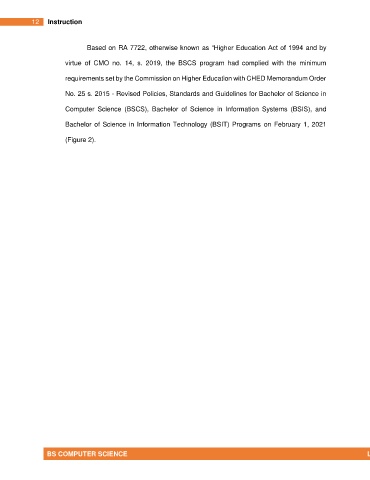 12 Instruction
Based on RA 7722, otherwise known as “Higher Education Act of 1994 and by
virtue of CMO no. 14, s. 2019, the BSCS program had complied with the minimum
requirements set by the Commission on Higher Education with CHED Memorandum Order
No. 25 s. 2015 - Revised Policies, Standards and Guidelines for Bachelor of Science in
Computer Science (BSCS), Bachelor of Science in Information Systems (BSIS), and
Bachelor of Science in Information Technology (BSIT) Programs on February 1, 2021
(Figure 2).
BS COMPUTER SCIENCE